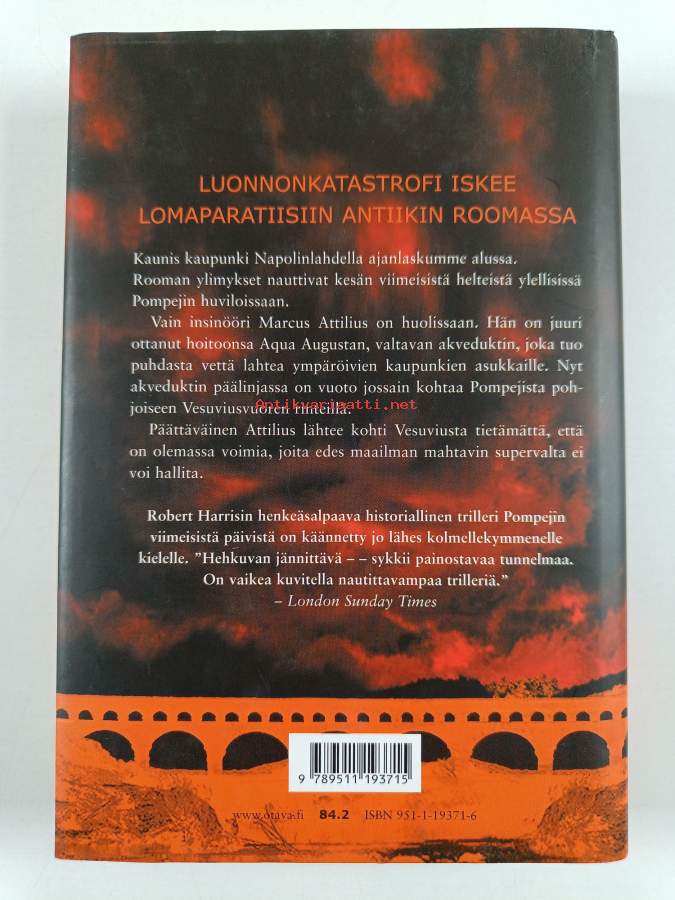 LUONNONKATASTROFI ISKEE
LOMAPARATIISIIN ANTIIKIN ROOMASSA
Kaunis kaupunki Napolinlahdella ajanlaskumme alussa.
Rooman ylimykset nauttivat kesän viimeisistä helteistä ylellisissä
Pompejin huviloissaan.
Vain insinööri Marcus Attilius on huolissaan. Hän on juuri
ottanut hoitoonsa Aqua Augustan, valtavan akveduktin, joka tuo
puhdasta vettä lahtea ympäröivien kaupunkien asukkaille. Nyt
akveduktin päälinjassa on vuoto jossain kohtaa Pompejista poh-
Antikvariaatti.net
joiseen Vesuviusvuoren rinteillä.
Päättäväinen Attilius lähtee kohti Vesuviusta tietämättä, että
on olemassa voimia, joita edes maailman mahtavin supervalta ei
voi hallita.
Robert Harrisin henkeäsalpaava historiallinen trilleri Pompejin
viimeisistä päivistä on käännetty jo lähes kolmellekymmenelle
kielelle. ”Hehkuvan jännittävä – – sykkii painostavaa tunnelmaa.
On vaikea kuvitella nautittavampaa trilleriä.”
– London Sunday Times
9 789511 193715
www.otava.fi 84.2 ISBN 951-1-19371-6